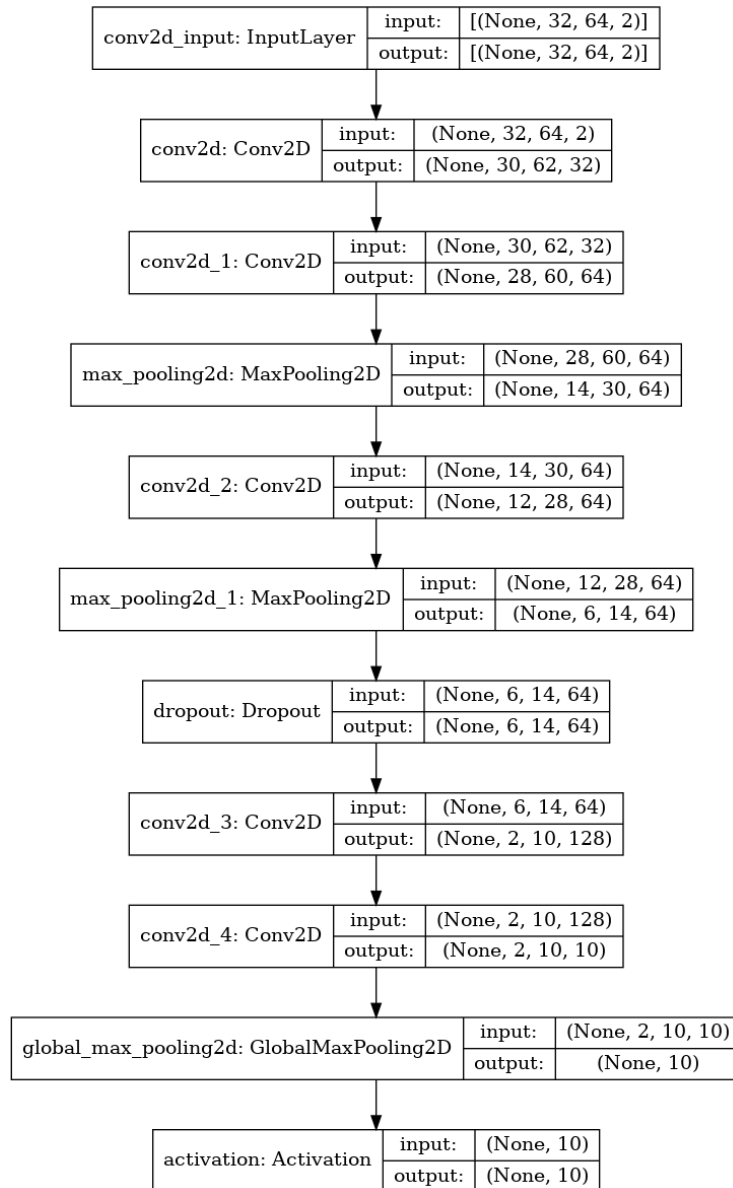 conv2d_input: InputLayer
input: [(None, 32, 64, 2)]
output: [(None, 32, 64, 2)]
conv2d: Conv2D
input: (None, 32, 64, 2)
output: (None, 30, 62, 32)
conv2d_1: Conv2D
input: (None, 30, 62, 32)
output: (None, 28, 60, 64)
max_pooling2d: MaxPooling2D
input: (None, 28, 60, 64)
output: (None, 14, 30, 64)
conv2d_2: Conv2D
input: (None, 14, 30, 64)
output: (None, 12, 28, 64)
max_pooling2d_1: MaxPooling2D
input: (None, 12, 28, 64)
output: (None, 6, 14, 64)
dropout: Dropout
input: (None, 6, 14, 64)
output: (None, 6, 14, 64)
conv2d_3: Conv2D
input: (None, 6, 14, 64)
output: (None, 2, 10, 128)
conv2d_4: Conv2D
input: (None, 2, 10, 128)
output: (None, 2, 10, 10)
global_max_pooling2d: GlobalMaxPooling2D
input: (None, 2, 10, 10)
output: (None, 10)
activation: Activation
input: (None, 10)
output: (None, 10)